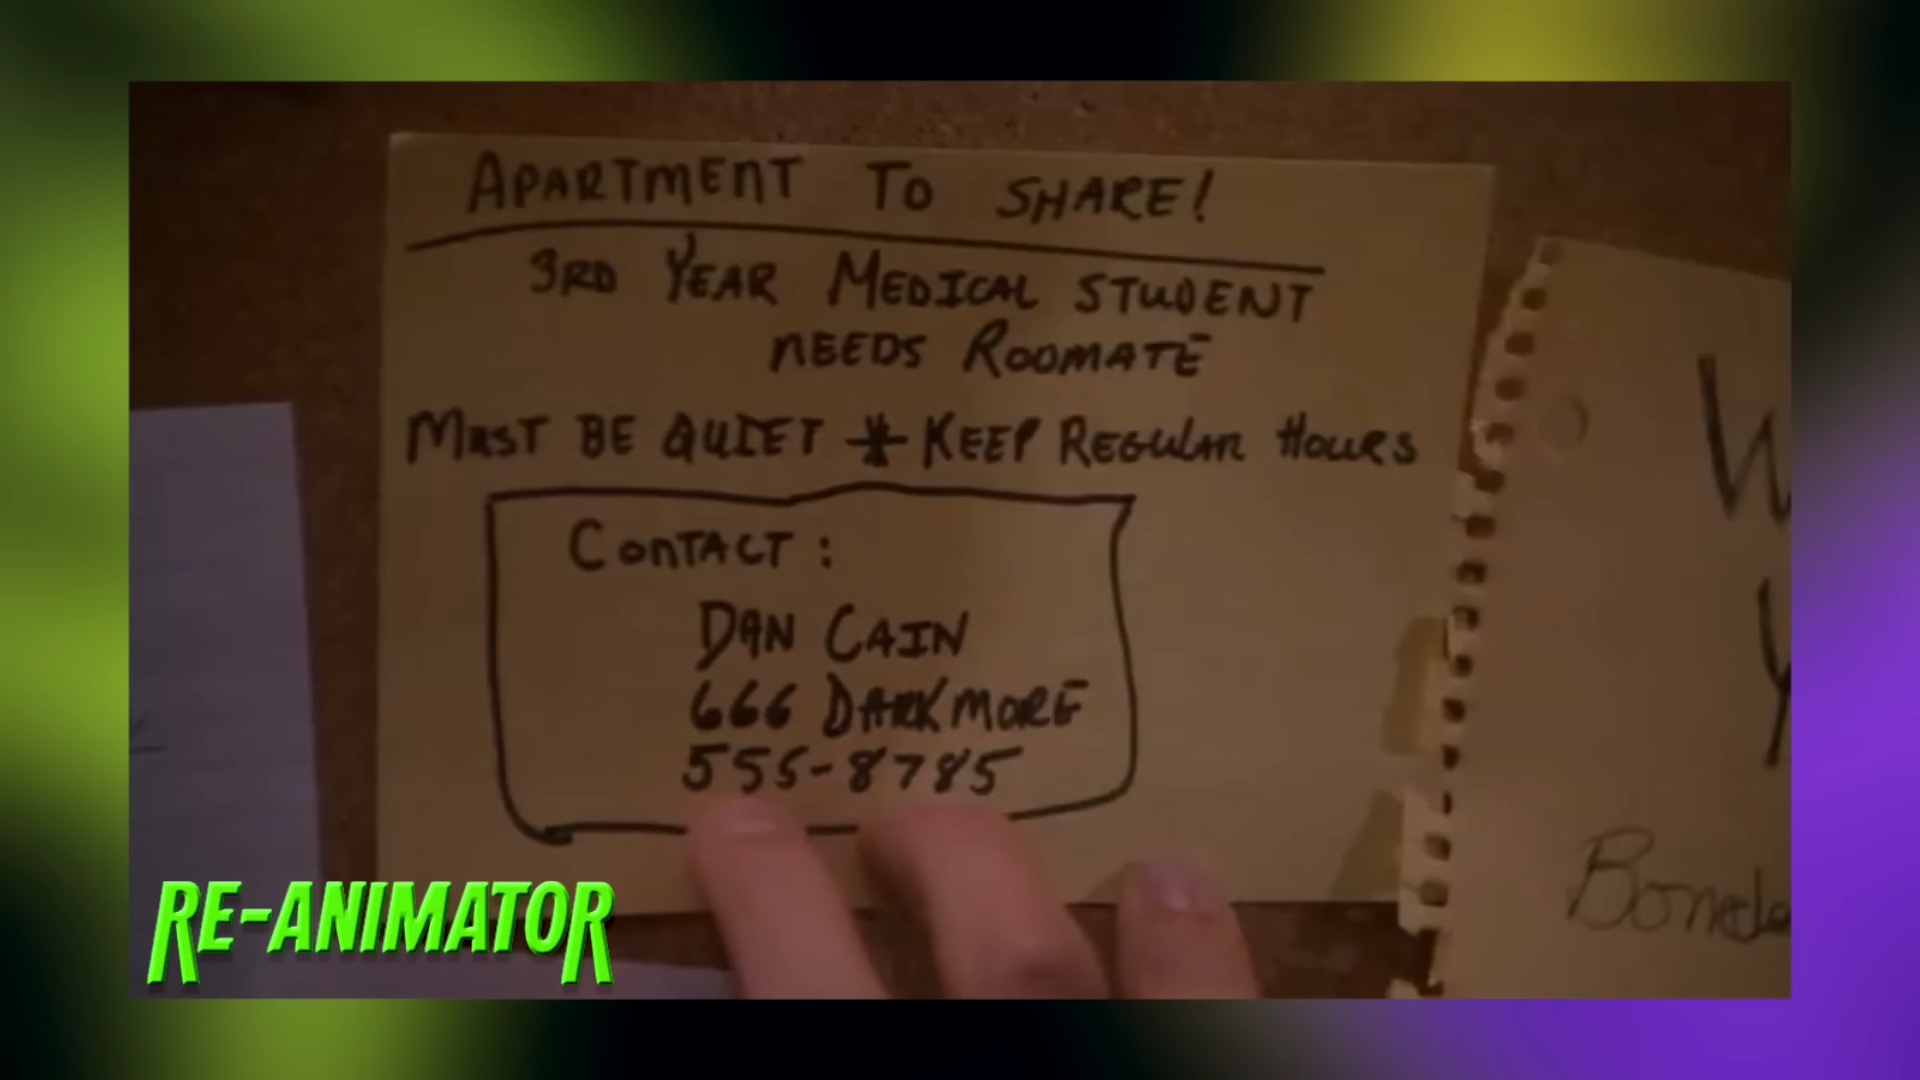 APARTMENT TO SHARE!
3RD YEAR MEDICAL STUDENT
NEEDS ROOMATE
MUST BE QUIET * KEEP REGULAR HOURS
CONTACT:
DAN CAIN
666 DARKMORE
555-8785
RE-ANIMATOR